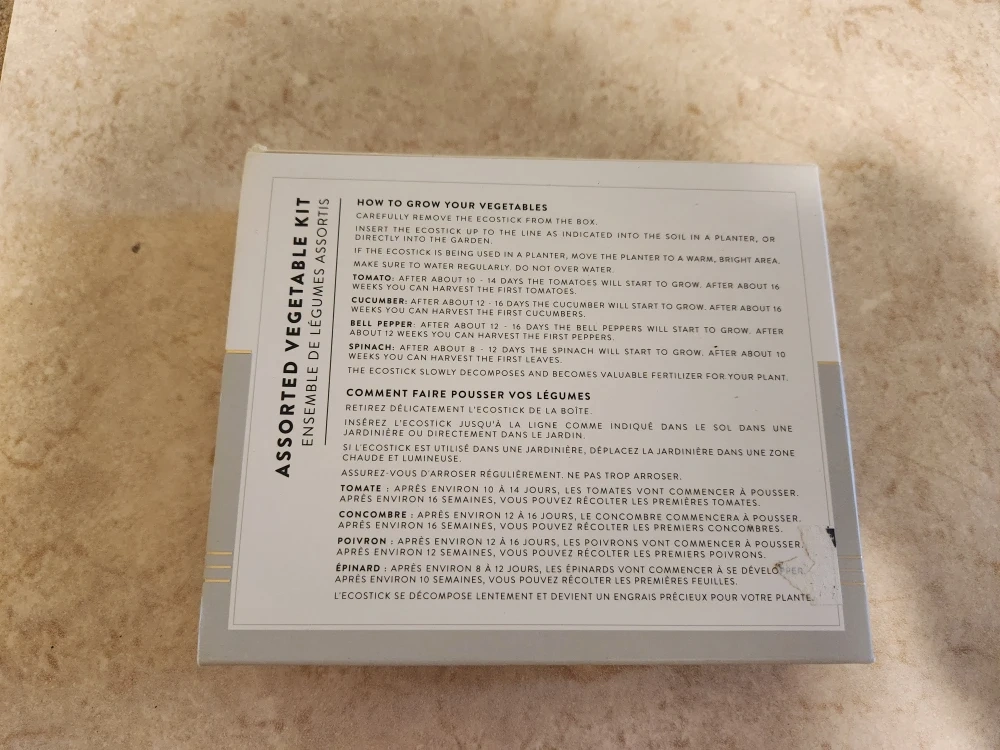 ASSORTED VEGETABLE KIT
ENSEMBLE DE LÉGUMES ASSORTIS
HOW TO GROW YOUR VEGETABLES
CAREFULLY REMOVE THE ECOSTICK FROM THE BOX.
INSERT THE ECOSTICK UP TO THE LINE AS INDICATED INTO THE SOIL IN A PLANTER, OR
DIRECTLY INTO THE GARDEN.
IF THE ECOSTICK IS BEING USED IN A PLANTER, MOVE THE PLANTER TO A WARM, BRIGHT AREA.
MAKE SURE TO WATER REGULARLY. DO NOT OVER WATER.
TOMATO: AFTER ABOUT 10 - 14 DAYS THE TOMATOES WILL START TO GROW. AFTER ABOUT 16
WEEKS YOU CAN HARVEST THE FIRST TOMATOES.
CUCUMBER: AFTER ABOUT 12 - 16 DAYS THE CUCUMBER WILL START TO GROW. AFTER ABOUT 16
WEEKS YOU CAN HARVEST THE FIRST CUCUMBERS.
BELL PEPPER: AFTER ABOUT 12 - 16 DAYS THE BELL PEPPERS WILL START TO GROW. AFTER
ABOUT 12 WEEKS YOU CAN HARVEST THE FIRST PEPPERS.
SPINACH: AFTER ABOUT 8 - 12 DAYS THE SPINACH WILL START TO GROW. AFTER ABOUT 10
WEEKS YOU CAN HARVEST THE FIRST LEAVES.
THE ECOSTICK SLOWLY DECOMPOSES AND BECOMES VALUABLE FERTILIZER FOR YOUR PLANT.
COMMENT FAIRE POUSSER VOS LÉGUMES
RETIREZ DÉLICATEMENT L'ECOSTICK DE LA BOÎTE.
INSÉREZ L'ECOSTICK JUSQU'À LA LIGNE COMME INDIQUÉ DANS LE SOL DANS UNE
JARDINIÈRE OU DIRECTEMENT DANS LE JARDIN.
SI L'ECOSTICK EST UTILISÉ DANS UNE JARDINIÈRE, DÉPLACEZ LA JARDINIÈRE DANS UNE ZONE
CHAUDE ET LUMINEUSE.
ASSUREZ-VOUS D'ARROSER RÉGULIÈREMENT. NE PAS TROP ARROSER.
TOMATE : APRÈS ENVIRON 10 À 14 JOURS, LES TOMATES VONT COMMENCER À POUSSER.
APRÈS ENVIRON 16 SEMAINES, VOUS POUVEZ RÉCOLTER LES PREMIÈRES TOMATES.
CONCOMBRE : APRÈS ENVIRON 12 À 16 JOURS, LE CONCOMBRE COMMENCERA À POUSSER.
APRÈS ENVIRON 16 SEMAINES, VOUS POUVEZ RÉCOLTER LES PREMIERS CONCOMBRES.
POIVRON : APRÈS ENVIRON 12 À 16 JOURS, LES POIVRONS VONT COMMENCER À POUSSER.
APRÈS ENVIRON 12 SEMAINES, VOUS POUVEZ RÉCOLTER LES PREMIERS POIVRONS.
ÉPINARD : APRÈS ENVIRON 8 À 12 JOURS, LES ÉPINARDS VONT COMMENCER À SE DÉVELOPPER.
APRÈS ENVIRON 10 SEMAINES, VOUS POUVEZ RÉCOLTER LES PREMIÈRES FEUILLES.
L'ECOSTICK SE DÉCOMPOSE LENTEMENT ET DEVIENT UN ENGRAIS PRÉCIEUX POUR VOTRE PLANTE.